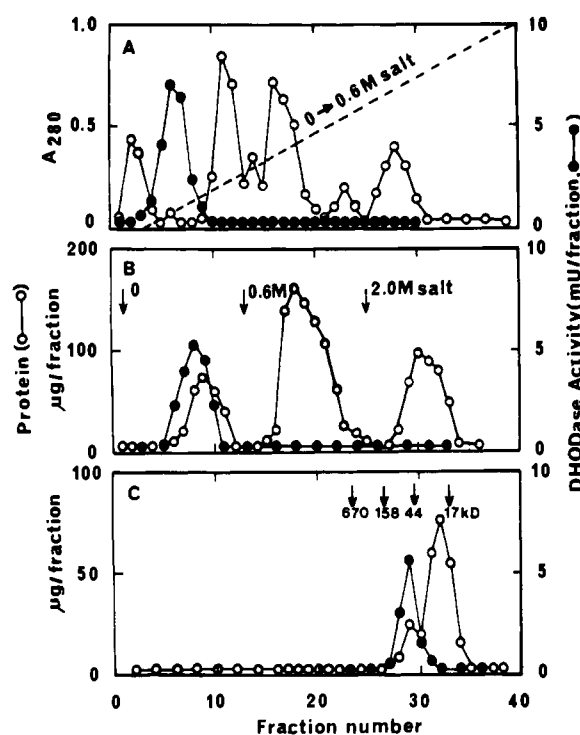 A
1.0
0.5
0
A280
0→0.6M salt
10
5
0
B
200
100
0
0
0.6M
2.0M salt
10
5
0
Protein (○—○)
µg/fraction
DHODase Activity (mU/fraction, ●—●)
C
100
50
0
µg/fraction
670
158
44
17kD
10
5
0
0
10
20
30
40
Fraction number